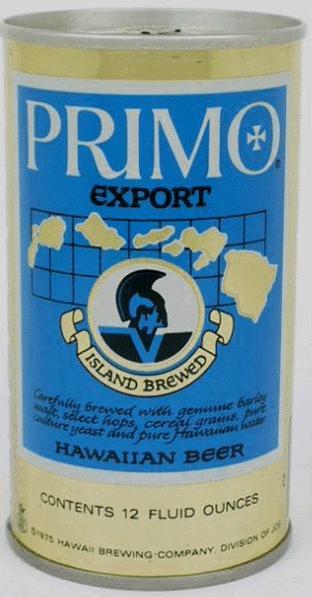 PRIMO
EXPORT
ISLAND BREWED
Carefully brewed with genuine barley
malt, select hops, cereal grains, pure
culture yeast and pure Hawaiian water
HAWAIIAN BEER
CONTENTS 12 FLUID OUNCES
©1975 HAWAII BREWING COMPANY, DIVISION OF